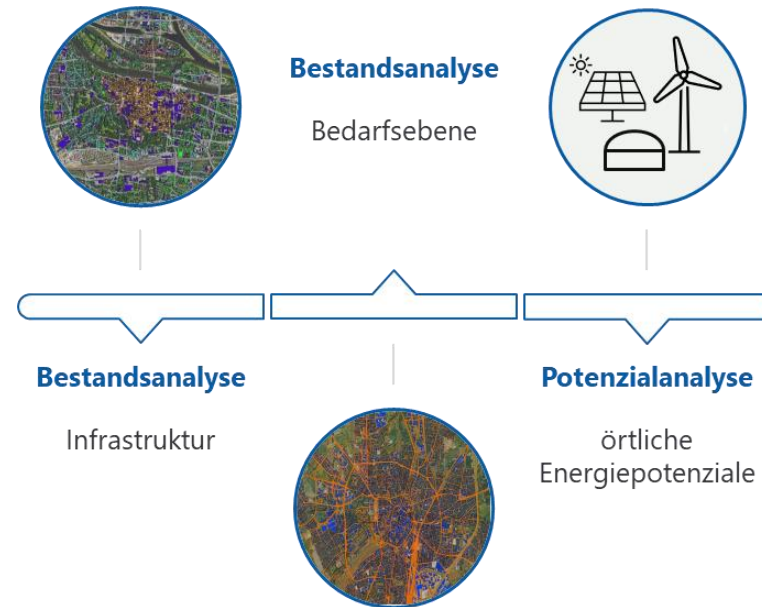 Bestandsanalyse
Bedarfsebene
Bestandsanalyse
Infrastruktur
Potenzialanalyse
örtliche
Energiepotenziale